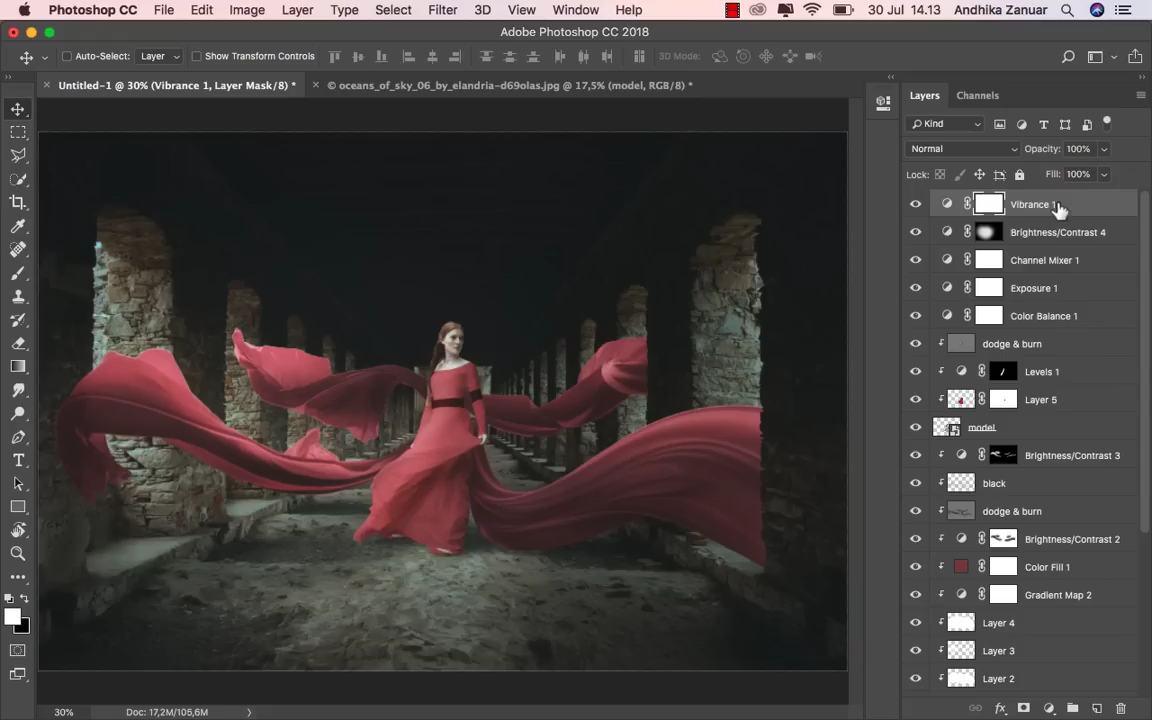 Photoshop CC File Edit Image Layer Type Select Filter 3D View Window Help 30 Jul 14.13 Andhika Zanuar
Adobe Photoshop CC 2018
Auto-Select: Layer Show Transform Controls 3D Mode:
Untitled-1 @ 30% (Vibrance 1, Layer Mask/8) * © oceans_of_sky_06_by_elandria-d69olas.jpg @ 17,5% (model, RGB/8) *
Layers Channels
Kind
Normal Opacity: 100%
Lock: Fill: 100%
Vibrance 1
Brightness/Contrast 4
Channel Mixer 1
Exposure 1
Color Balance 1
dodge & burn
Levels 1
Layer 5
model
Brightness/Contrast 3
black
dodge & burn
Brightness/Contrast 2
Color Fill 1
Gradient Map 2
Layer 4
Layer 3
Layer 2
30% Doc: 17,2M/105,6M